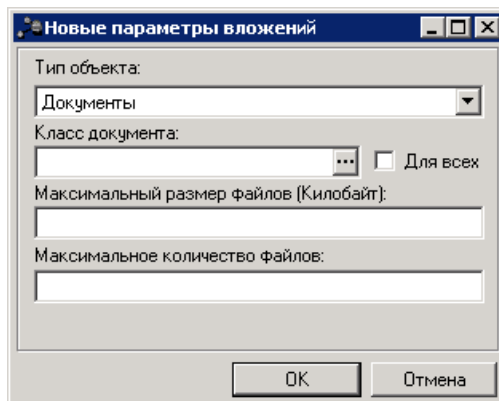 Новые параметры вложений
Тип объекта:
Документы
Класс документа:
... Для всех
Максимальный размер файлов (Килобайт):
Максимальное количество файлов:
OK Отмена